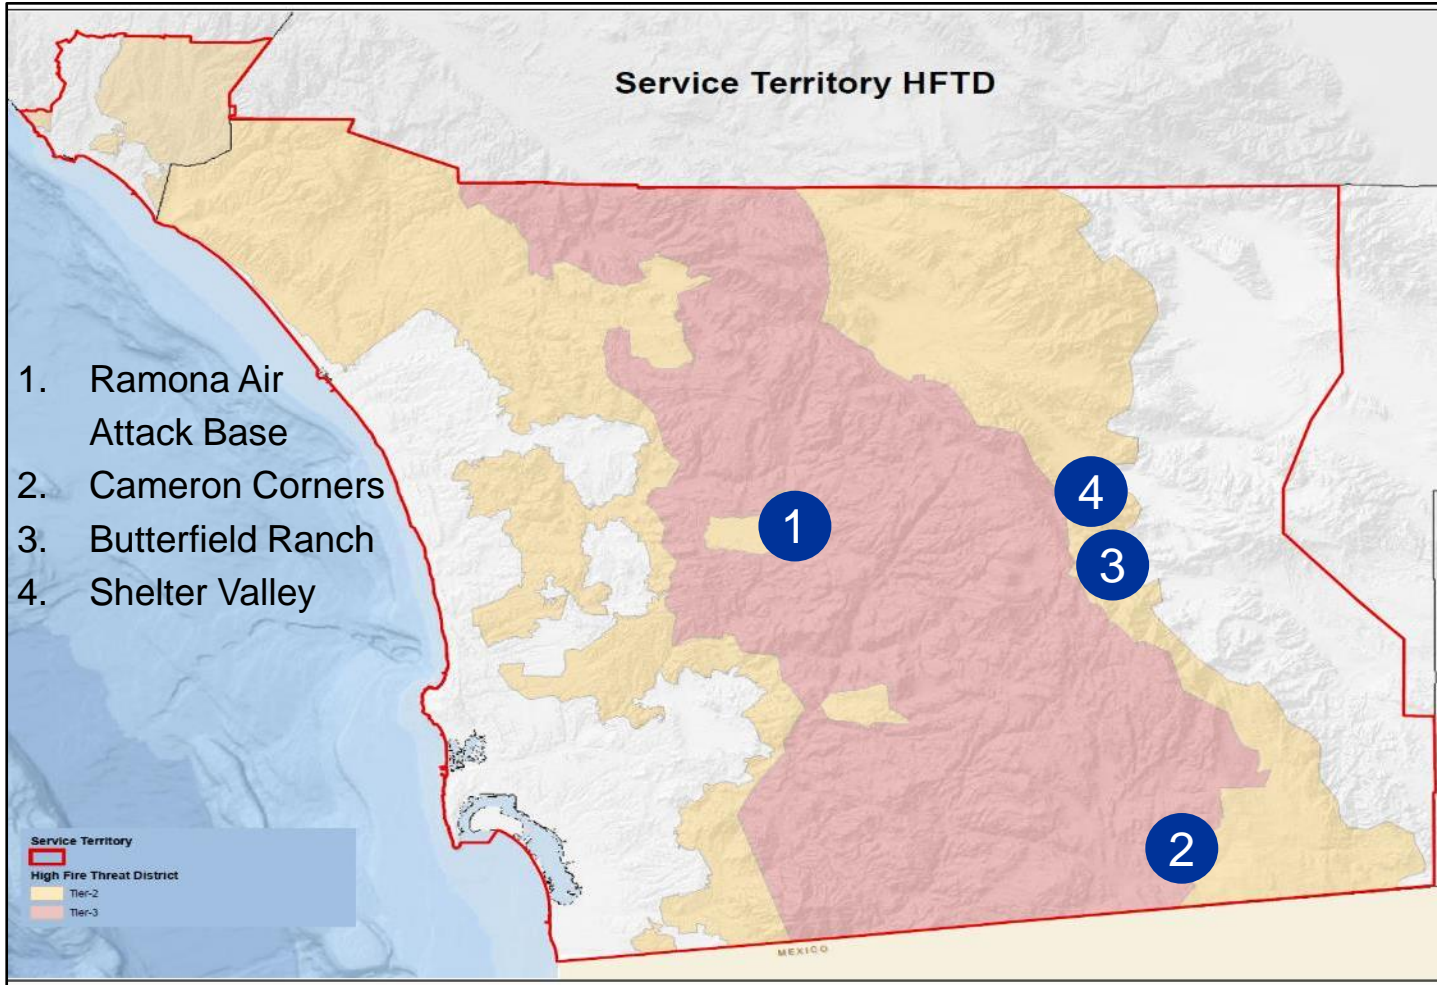 Service Territory HFTD
1. Ramona Air
Attack Base
2. Cameron Corners
3. Butterfield Ranch
4. Shelter Valley
4
1
3
2
Service Territory
High Fire Threat District
Tier-2
Tier-3
MEXICO